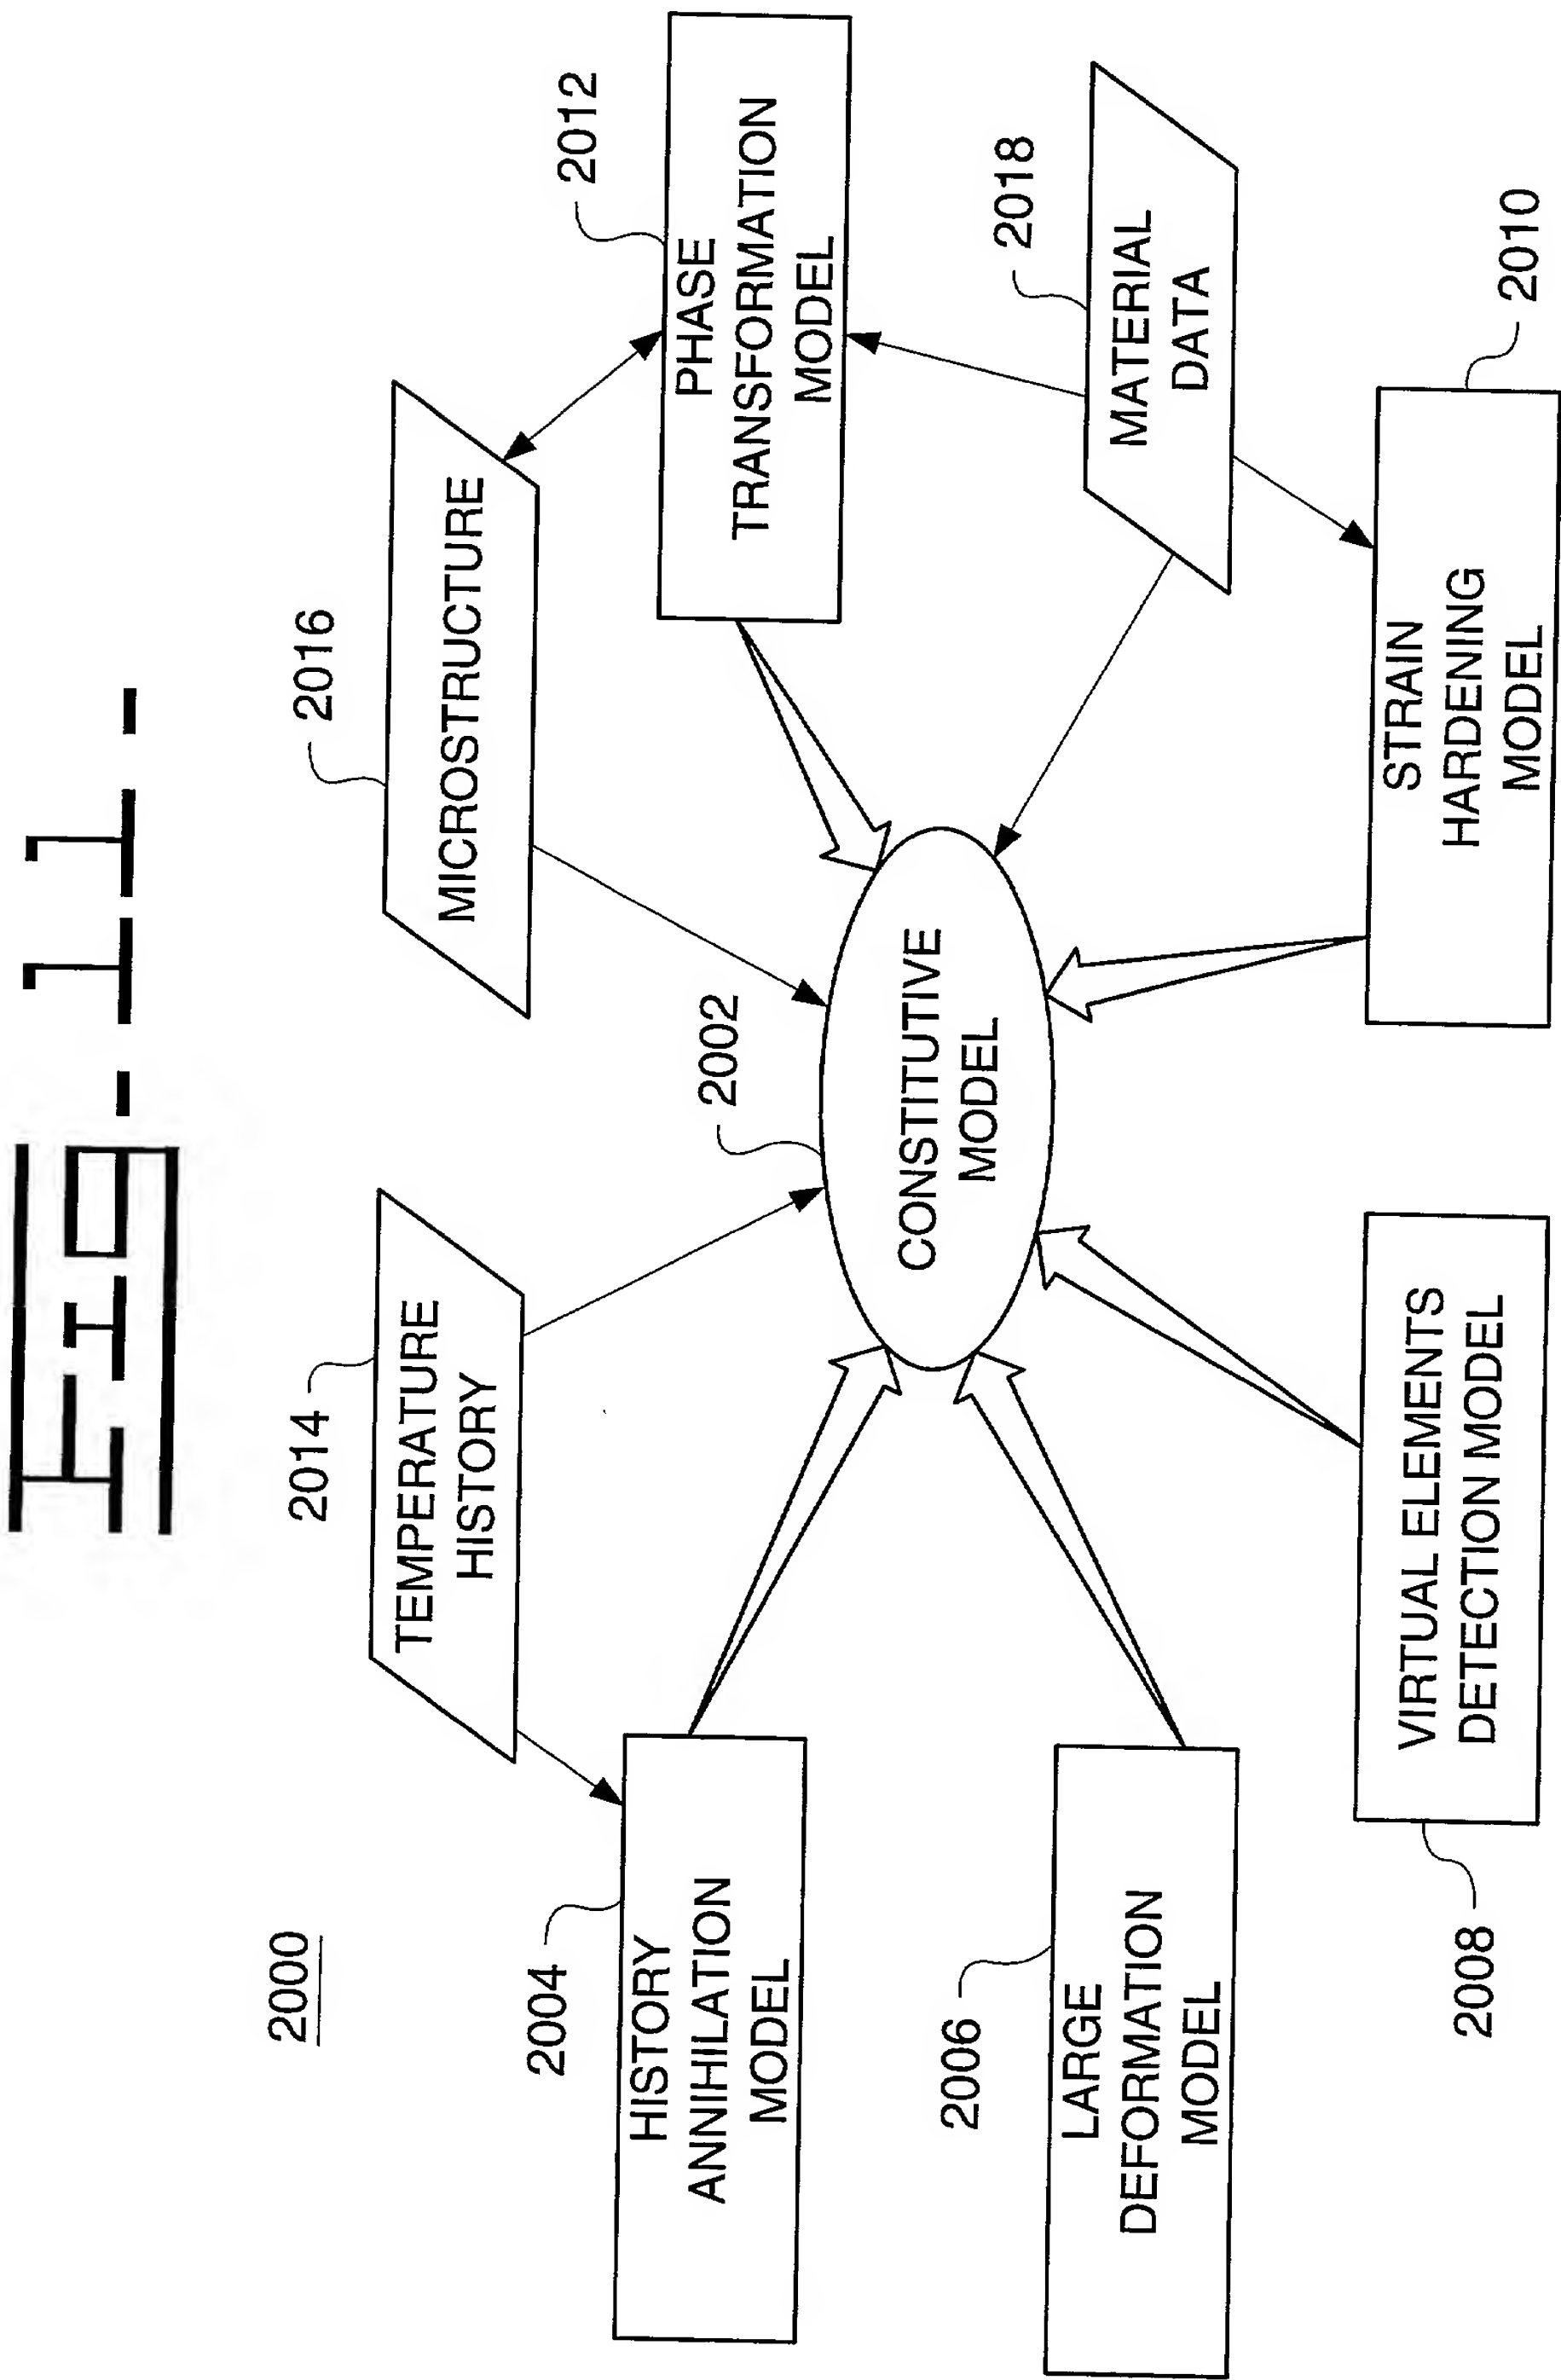 Fig-11-
2000
2014
TEMPERATURE
HISTORY
2016
MICROSTRUCTURE
2004
HISTORY
ANNIHILATION
MODEL
2002
CONSTITUTIVE
MODEL
2012
PHASE
TRANSFORMATION
MODEL
2006
LARGE
DEFORMATION
MODEL
2018
MATERIAL
DATA
2008
VIRTUAL ELEMENTS
DETECTION MODEL
2010
STRAIN
HARDENING
MODEL